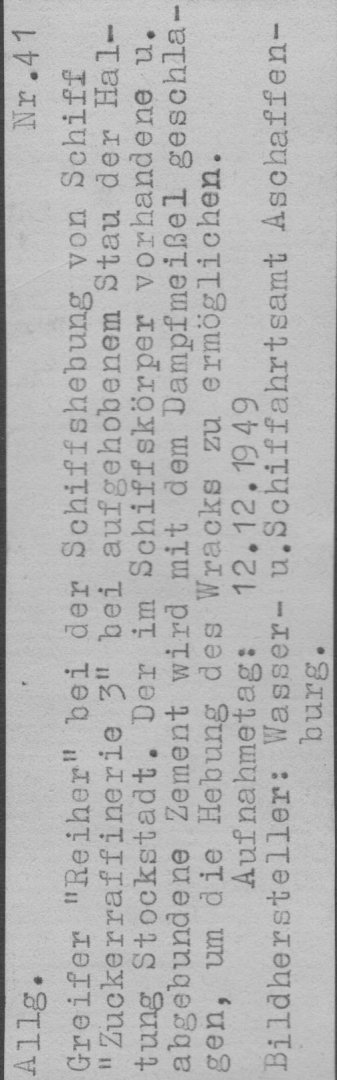 Allg. Nr.41
Greifer "Reiher" bei der Schiffshebung von Schiff
"Zuckerraffinerie 3" bei aufgehobenem Stau der Hal-
tung Stockstadt. Der im Schiffskörper vorhandene u.
abgebundene Zement wird mit dem Dampfmeißel geschla-
gen, um die Hebung des Wracks zu ermöglichen.
Aufnahmetag: 12.12.1949
Bildhersteller: Wasser- u.Schiffahrtsamt Aschaffen-
burg.